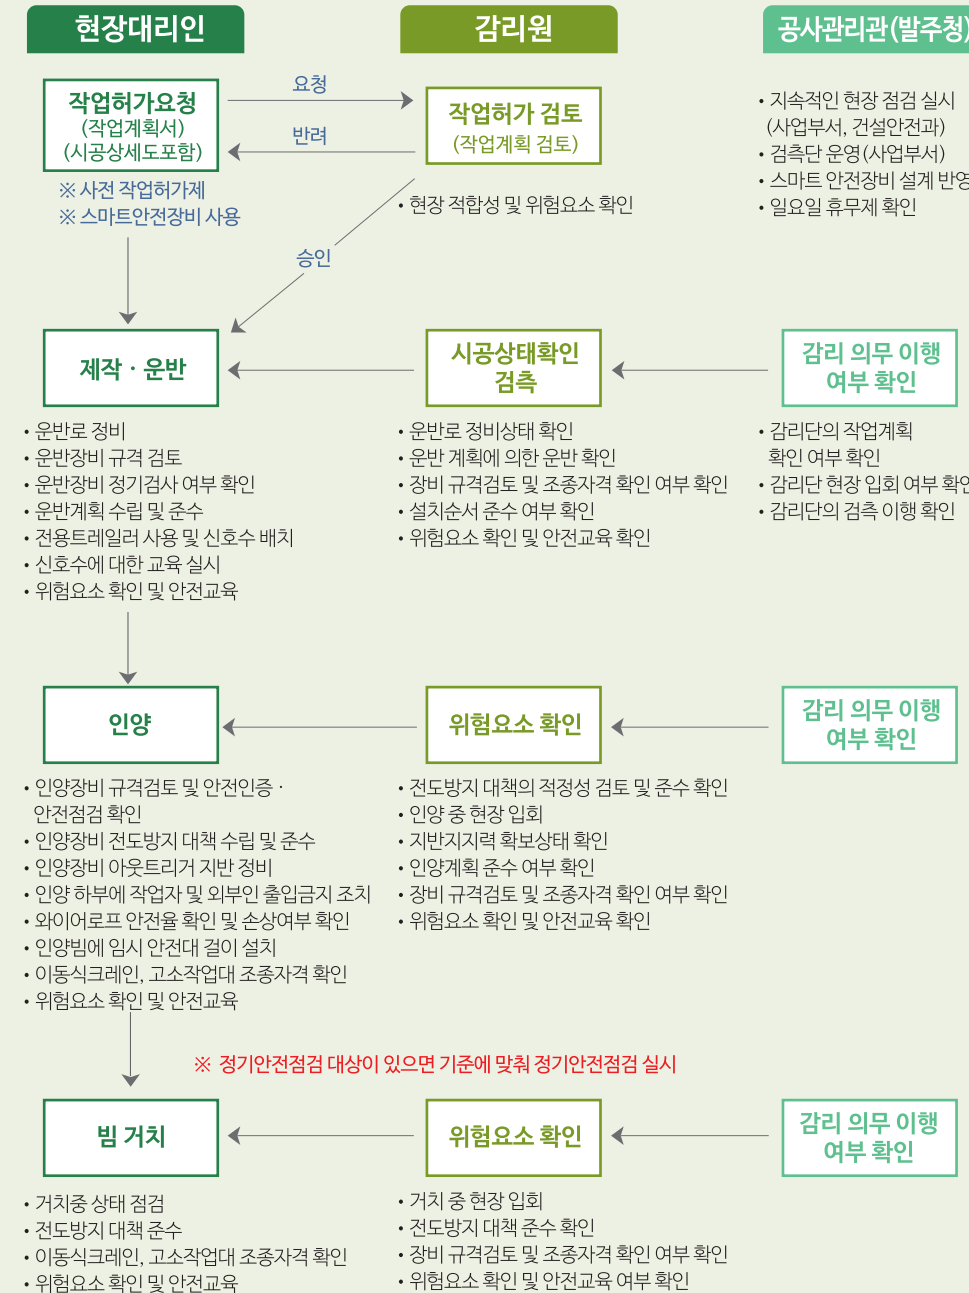 현장대리인
감리원
공사관리관(발주청)
작업허가요청
(작업계획서)
(시공상세도포함)
※ 사전 작업허가제
※ 스마트안전장비 사용
요청
반려
승인
작업허가 검토
(작업계획 검토)
• 현장 적합성 및 위험요소 확인
• 지속적인 현장 점검 실시
(사업부서, 건설안전과)
• 검측단 운영(사업부서)
• 스마트 안전장비 설계 반영
• 일요일 휴무제 확인
제작 · 운반
• 운반로 정비
• 운반장비 규격 검토
• 운반장비 정기검사 여부 확인
• 운반계획 수립 및 준수
• 전용트레일러 사용 및 신호수 배치
• 신호수에 대한 교육 실시
• 위험요소 확인 및 안전교육
시공상태확인
검측
• 운반로 정비상태 확인
• 운반 계획에 의한 운반 확인
• 장비 규격검토 및 조종자격 확인 여부 확인
• 설치순서 준수 여부 확인
• 위험요소 확인 및 안전교육 확인
감리 의무 이행
여부 확인
• 감리단의 작업계획
확인 여부 확인
• 감리단 현장 입회 여부 확인
• 감리단의 검측 이행 확인
인양
• 인양장비 규격검토 및 안전인증 ·
안전점검 확인
• 인양장비 전도방지 대책 수립 및 준수
• 인양장비 아웃트리거 지반 정비
• 인양 하부에 작업자 및 외부인 출입금지 조치
• 와이어로프 안전율 확인 및 손상여부 확인
• 인양빔에 임시 안전대 걸이 설치
• 이동식크레인, 고소작업대 조종자격 확인
• 위험요소 확인 및 안전교육
위험요소 확인
• 전도방지 대책의 적정성 검토 및 준수 확인
• 인양 중 현장 입회
• 지반지지력 확보상태 확인
• 인양계획 준수 여부 확인
• 장비 규격검토 및 조종자격 확인 여부 확인
• 위험요소 확인 및 안전교육 확인
감리 의무 이행
여부 확인
※ 정기안전점검 대상이 있으면 기준에 맞춰 정기안전점검 실시
빔 거치
• 거치중 상태 점검
• 전도방지 대책 준수
• 이동식크레인, 고소작업대 조종자격 확인
• 위험요소 확인 및 안전교육
위험요소 확인
• 거치 중 현장 입회
• 전도방지 대책 준수 확인
• 장비 규격검토 및 조종자격 확인 여부 확인
• 위험요소 확인 및 안전교육 여부 확인
감리 의무 이행
여부 확인